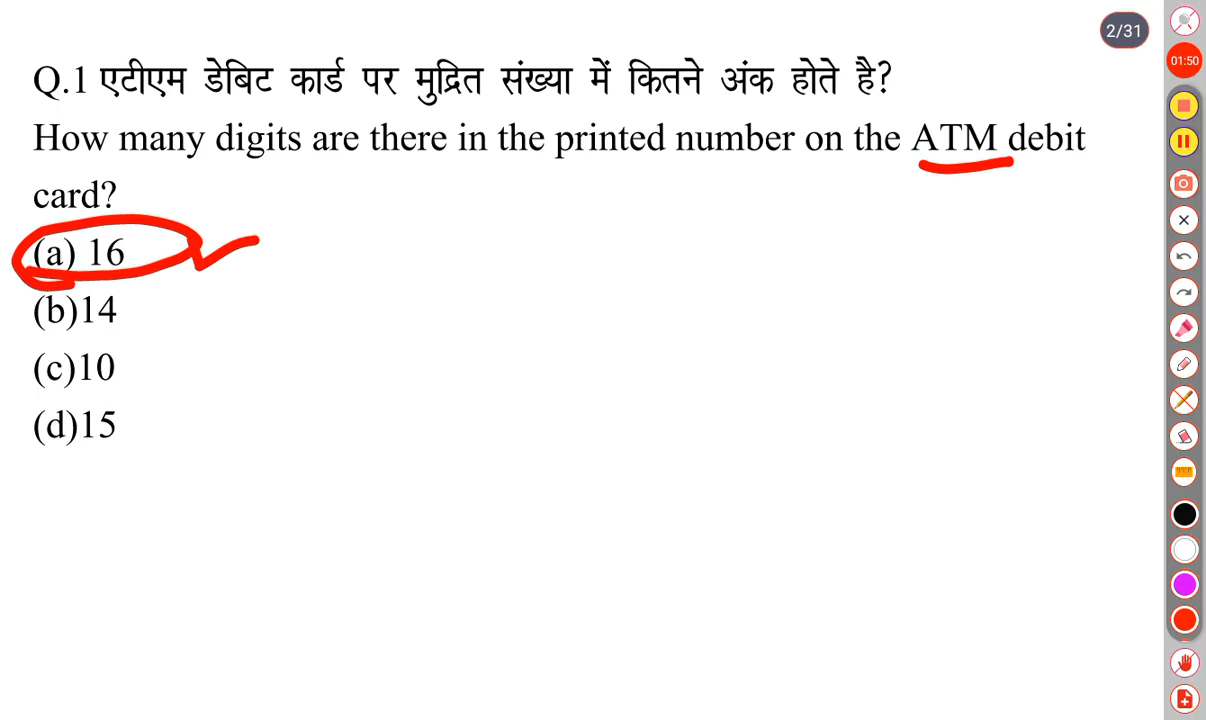 2/31
01:50
Q.1 एटीएम डेबिट कार्ड पर मुद्रित संख्या में कितने अंक होते है?
How many digits are there in the printed number on the ATM debit
card?
(a) 16
(b)14
(c)10
(d)15